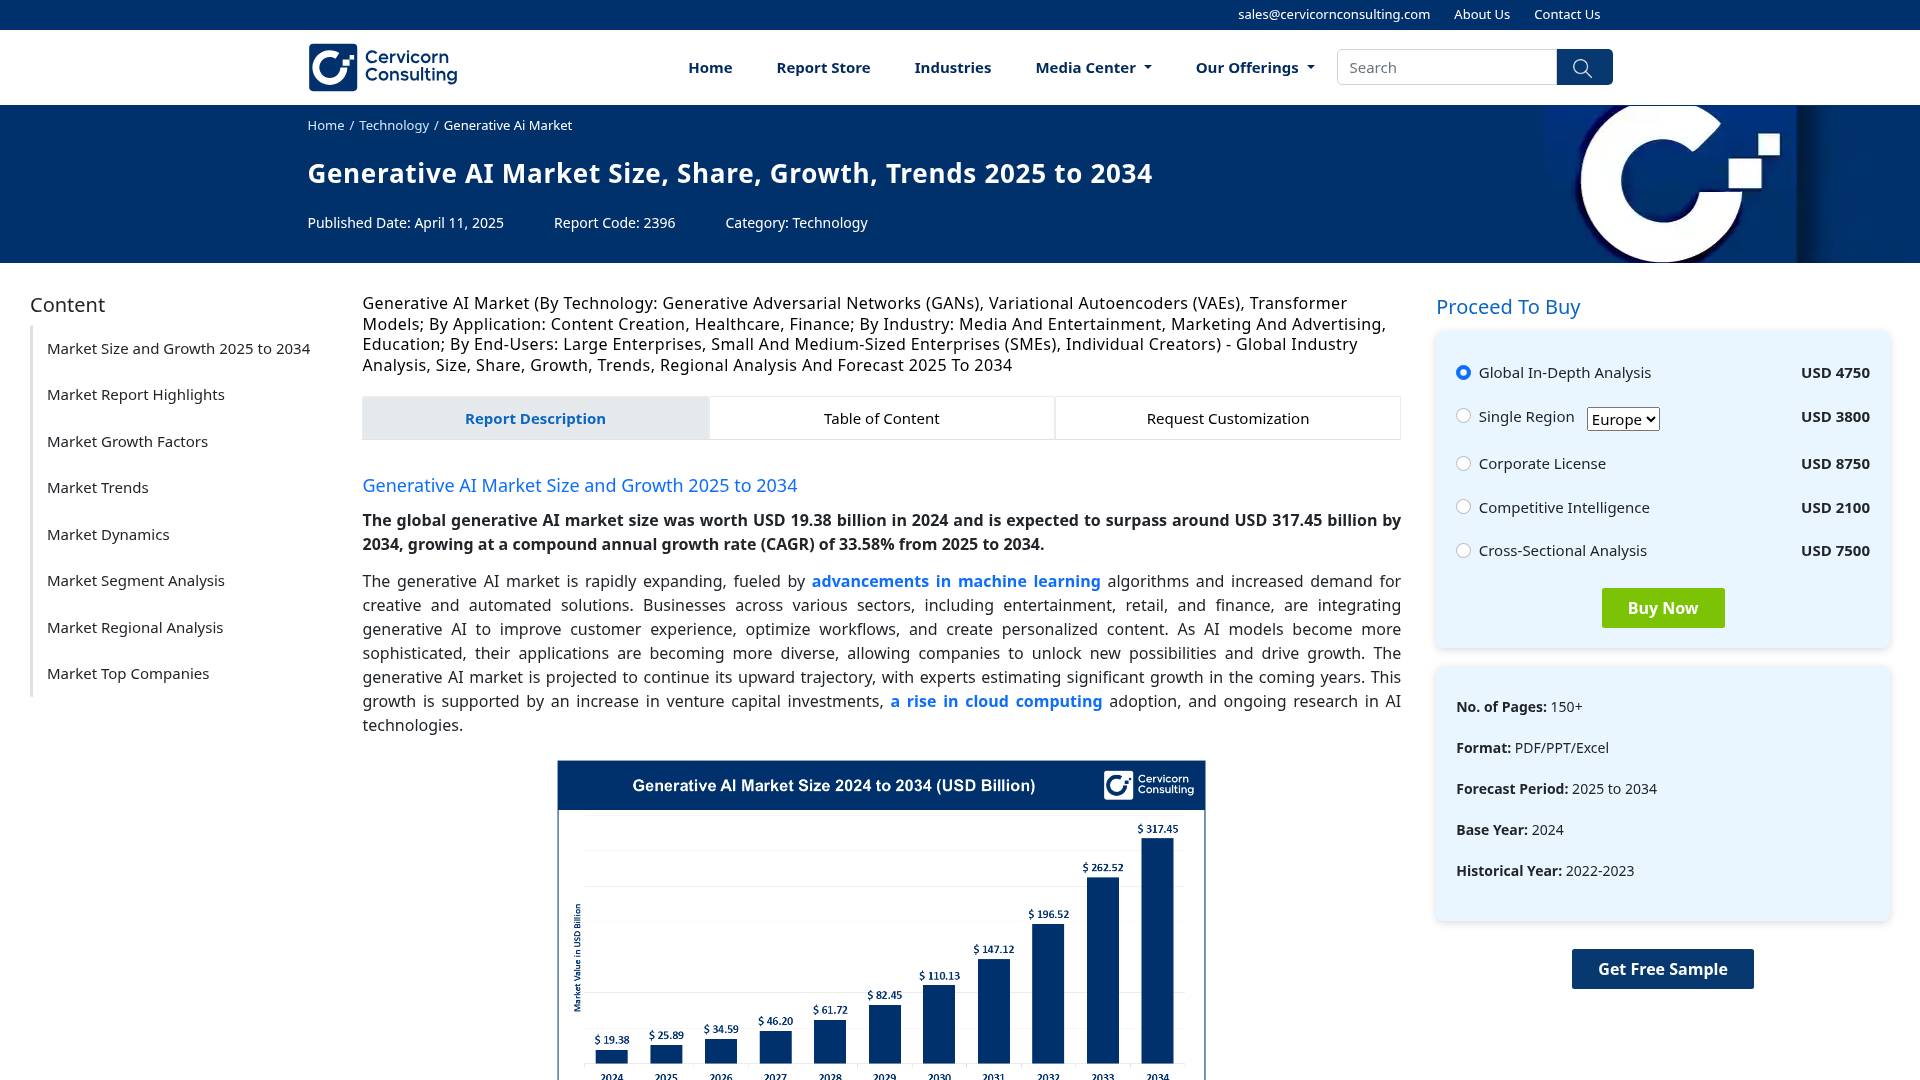 sales@cervicornconsulting.com About Us Contact Us
Cervicorn
Consulting
Home Report Store Industries Media Center Our Offerings Search
Home / Technology / Generative Ai Market
Generative AI Market Size, Share, Growth, Trends 2025 to 2034
Published Date: April 11, 2025 Report Code: 2396 Category: Technology
Content
Market Size and Growth 2025 to 2034
Market Report Highlights
Market Growth Factors
Market Trends
Market Dynamics
Market Segment Analysis
Market Regional Analysis
Market Top Companies
Generative AI Market (By Technology: Generative Adversarial Networks (GANs), Variational Autoencoders (VAEs), Transformer
Models; By Application: Content Creation, Healthcare, Finance; By Industry: Media And Entertainment, Marketing And Advertising,
Education; By End-Users: Large Enterprises, Small And Medium-Sized Enterprises (SMEs), Individual Creators) - Global Industry
Analysis, Size, Share, Growth, Trends, Regional Analysis And Forecast 2025 To 2034
Report Description Table of Content Request Customization
Generative AI Market Size and Growth 2025 to 2034
The global generative AI market size was worth USD 19.38 billion in 2024 and is expected to surpass around USD 317.45 billion by
2034, growing at a compound annual growth rate (CAGR) of 33.58% from 2025 to 2034.
The generative AI market is rapidly expanding, fueled by advancements in machine learning algorithms and increased demand for
creative and automated solutions. Businesses across various sectors, including entertainment, retail, and finance, are integrating
generative AI to improve customer experience, optimize workflows, and create personalized content. As AI models become more
sophisticated, their applications are becoming more diverse, allowing companies to unlock new possibilities and drive growth. The
generative AI market is projected to continue its upward trajectory, with experts estimating significant growth in the coming years. This
growth is supported by an increase in venture capital investments, a rise in cloud computing adoption, and ongoing research in AI
technologies.
Generative AI Market Size 2024 to 2034 (USD Billion)
Cervicorn
Consulting
Market Value in USD Billion
$ 19.38
$ 25.89
$ 34.59
$ 46.20
$ 61.72
$ 82.45
$ 110.13
$ 147.12
$ 196.52
$ 262.52
$ 317.45
2024 2025 2026 2027 2028 2029 2030 2031 2032 2033 2034
Proceed To Buy
Global In-Depth Analysis USD 4750
Single Region Europe USD 3800
Corporate License USD 8750
Competitive Intelligence USD 2100
Cross-Sectional Analysis USD 7500
Buy Now
No. of Pages: 150+
Format: PDF/PPT/Excel
Forecast Period: 2025 to 2034
Base Year: 2024
Historical Year: 2022-2023
Get Free Sample